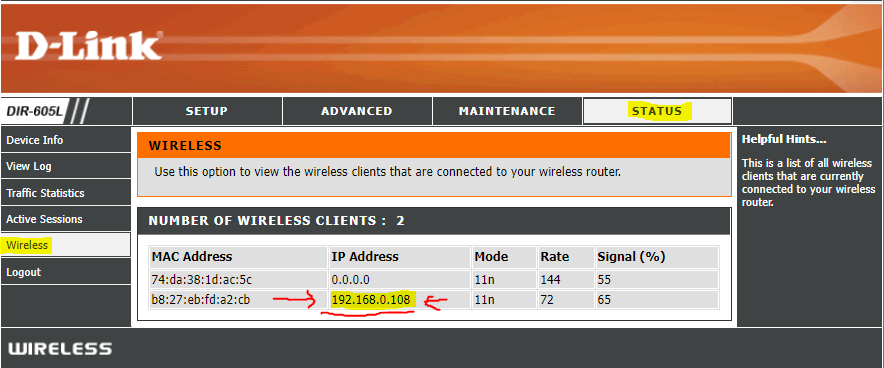 D-Link®
DIR-605L
SETUP
ADVANCED
MAINTENANCE
STATUS
Device Info
View Log
Traffic Statistics
Active Sessions
Wireless
Logout
WIRELESS
Use this option to view the wireless clients that are connected to your wireless router.
NUMBER OF WIRELESS CLIENTS : 2
MAC Address IP Address Mode Rate Signal (%)
74:da:38:1d:ac:5c 0.0.0.0 11n 144 55
b8:27:eb:fd:a2:cb 192.168.0.108 11n 72 65
Helpful Hints...
This is a list of all wireless
clients that are currently
connected to your wireless
router.
WIRELESS